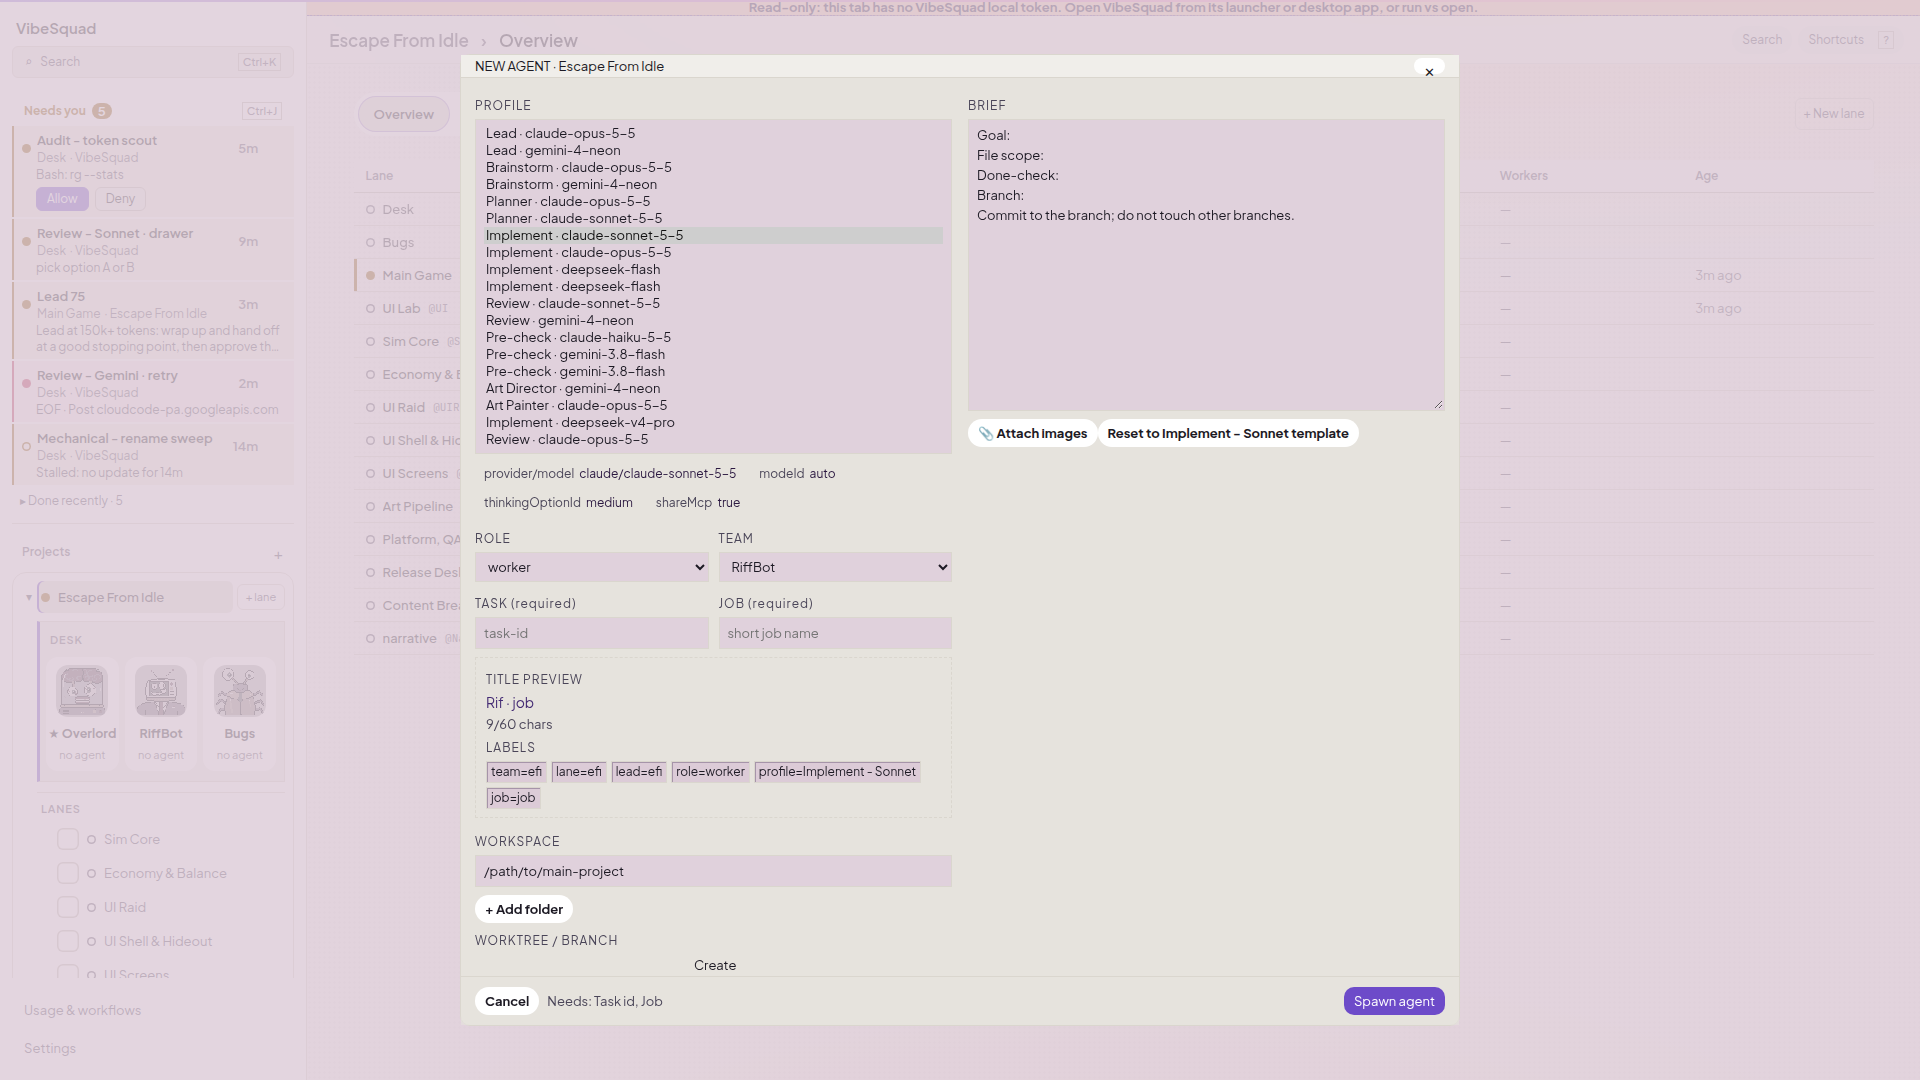 Read-only: this tab has no VibeSquad local token. Open VibeSquad from its launcher or desktop app, or run vs open.
VibeSquad
Search Ctrl+K
Needs you 5 Ctrl+J
Audit - token scout 5m
Desk · VibeSquad
Bash: rg --stats
Allow Deny
Review - Sonnet · drawer 9m
Desk · VibeSquad
pick option A or B
Lead 75 3m
Main Game · Escape From Idle
Lead at 150k+ tokens: wrap up and hand off
at a good stopping point, then approve th…
Review - Gemini · retry 2m
Desk · VibeSquad
EOF · Post cloudcode-pa.googleapis.com
Mechanical - rename sweep 14m
Desk · VibeSquad
Stalled: no update for 14m
▸ Done recently · 5
Projects +
▾ Escape From Idle + lane
DESK
★ Overlord RiffBot Bugs
no agent no agent no agent
LANES
Sim Core
Economy & Balance
UI Raid
UI Shell & Hideout
UI Screens
Usage & workflows
Settings
Escape From Idle › Overview
Search Shortcuts ?
Overview
+ New lane
Lane Workers Age
Desk —
Bugs —
Main Game — 3m ago
UI Lab @UI — 3m ago
Sim Core @S —
Economy & B —
UI Raid @UIR —
UI Shell & Hid —
UI Screens @ —
Art Pipeline —
Platform, QA —
Release Desk —
Content Brea —
narrative @NA —
NEW AGENT · Escape From Idle ×
PROFILE
Lead · claude-opus-5-5
Lead · gemini-4-neon
Brainstorm · claude-opus-5-5
Brainstorm · gemini-4-neon
Planner · claude-opus-5-5
Planner · claude-sonnet-5-5
Implement · claude-sonnet-5-5
Implement · claude-opus-5-5
Implement · deepseek-flash
Implement · deepseek-flash
Review · claude-sonnet-5-5
Review · gemini-4-neon
Pre-check · claude-haiku-5-5
Pre-check · gemini-3.8-flash
Pre-check · gemini-3.8-flash
Art Director · gemini-4-neon
Art Painter · claude-opus-5-5
Implement · deepseek-v4-pro
Review · claude-opus-5-5
provider/model claude/claude-sonnet-5-5 modeId auto
thinkingOptionId medium shareMcp true
ROLE TEAM
worker RiffBot
TASK (required) JOB (required)
task-id short job name
TITLE PREVIEW
Rif · job
9/60 chars
LABELS
team=efi lane=efi lead=efi role=worker profile=Implement - Sonnet
job=job
WORKSPACE
/path/to/main-project
+ Add folder
WORKTREE / BRANCH
Create
BRIEF
Goal:
File scope:
Done-check:
Branch:
Commit to the branch; do not touch other branches.
📎 Attach images Reset to Implement - Sonnet template
Cancel Needs: Task id, Job Spawn agent